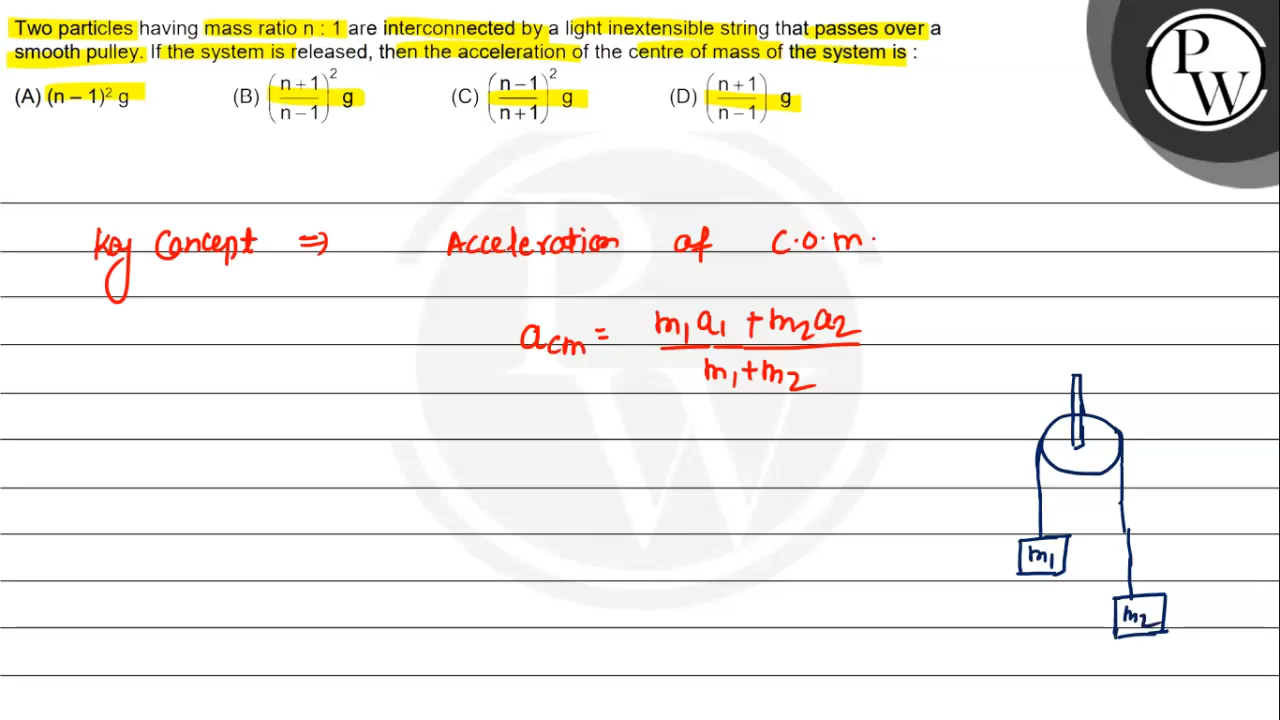 Two particles having mass ratio n : 1 are interconnected by a light inextensible string that passes over a
smooth pulley. If the system is released, then the acceleration of the centre of mass of the system is :
(A) (n – 1)² g (B) ((n + 1)/(n – 1))² g (C) ((n – 1)/(n + 1))² g (D) ((n + 1)/(n – 1)) g
P
W
Key Concept ⇒ Acceleration of C.O.M.
acm = (m1a1 + m2a2)/(m1 + m2)
m1
m2
P
W